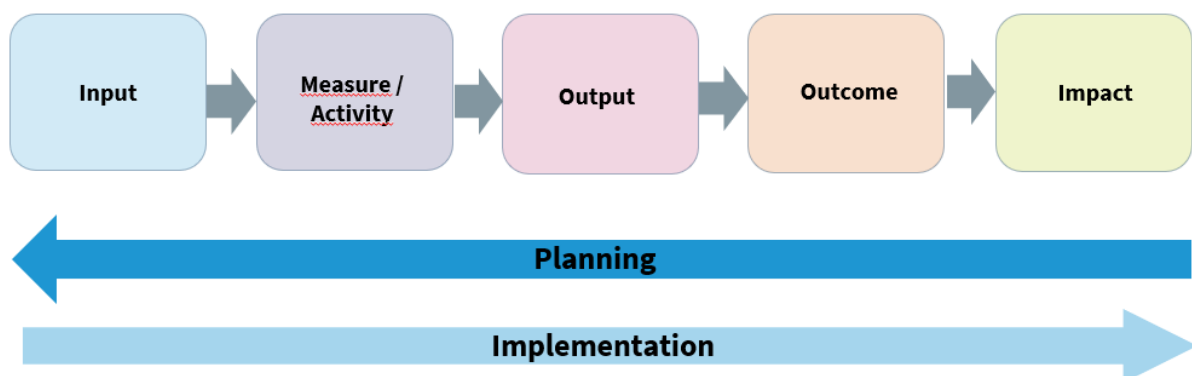 Input
Measure /
Activity
Output
Outcome
Impact
Planning
Implementation